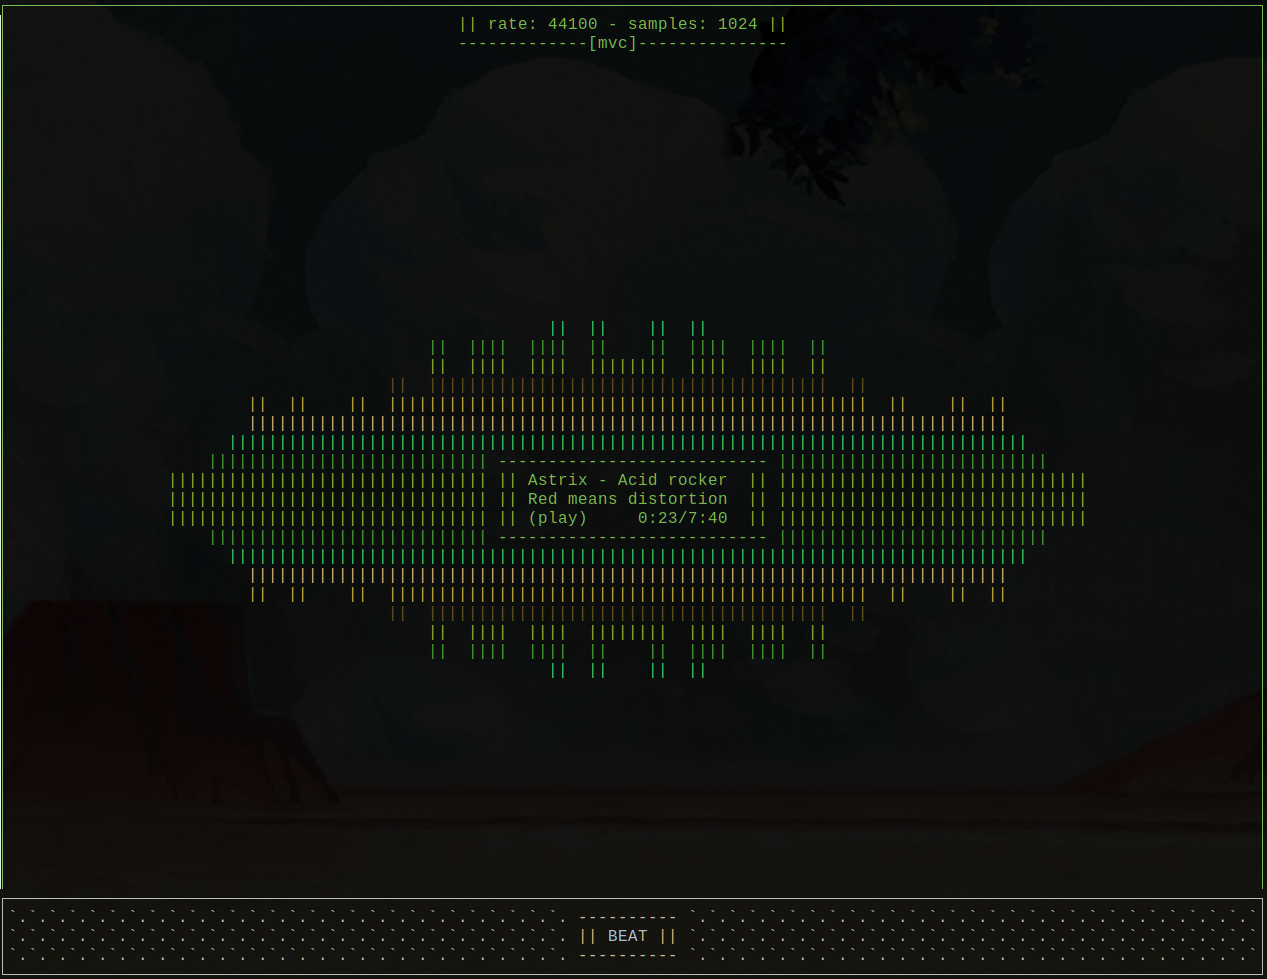 || rate: 44100 - samples: 1024 ||
-------------[mvc]---------------
|| Astrix - Acid rocker ||
|| Red means distortion ||
|| (play) 0:23/7:40 ||
|| BEAT ||